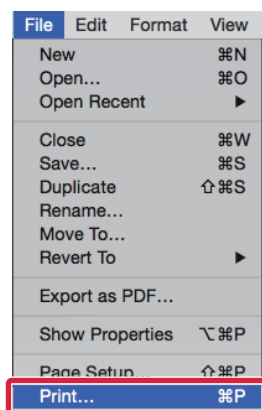 File Edit Format View
New ⌘N
Open... ⌘O
Open Recent ▶
Close ⌘W
Save... ⌘S
Duplicate ⇧⌘S
Rename...
Move To...
Revert To ▶
Export as PDF...
Show Properties ⌥⌘P
Page Setup... ⇧⌘P
Print... ⌘P